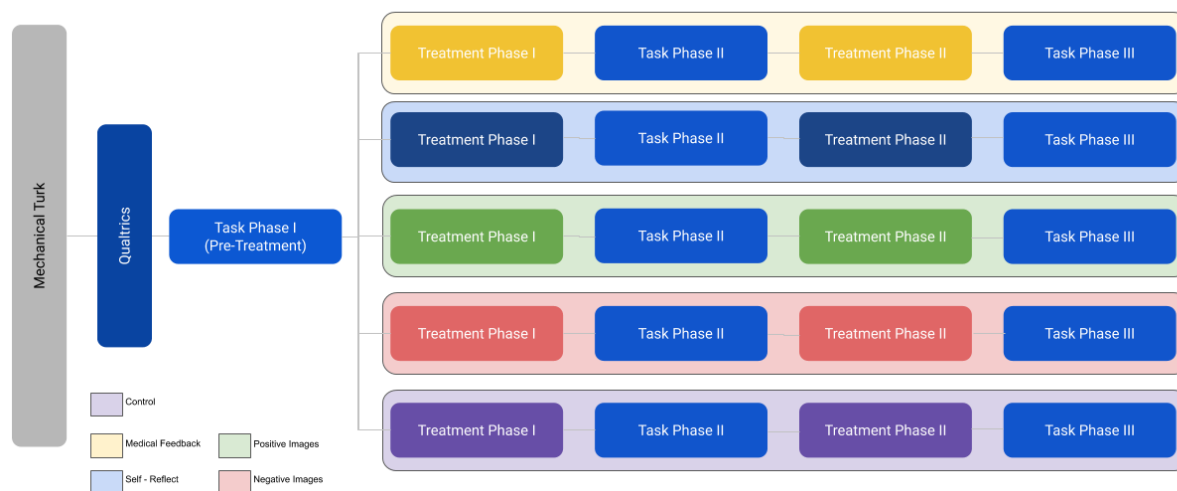 Mechanical Turk
Qualtrics
Task Phase I
(Pre-Treatment)
Treatment Phase I
Task Phase II
Treatment Phase II
Task Phase III
Treatment Phase I
Task Phase II
Treatment Phase II
Task Phase III
Treatment Phase I
Task Phase II
Treatment Phase II
Task Phase III
Treatment Phase I
Task Phase II
Treatment Phase II
Task Phase III
Treatment Phase I
Task Phase II
Treatment Phase II
Task Phase III
Control
Medical Feedback
Positive Images
Self - Reflect
Negative Images